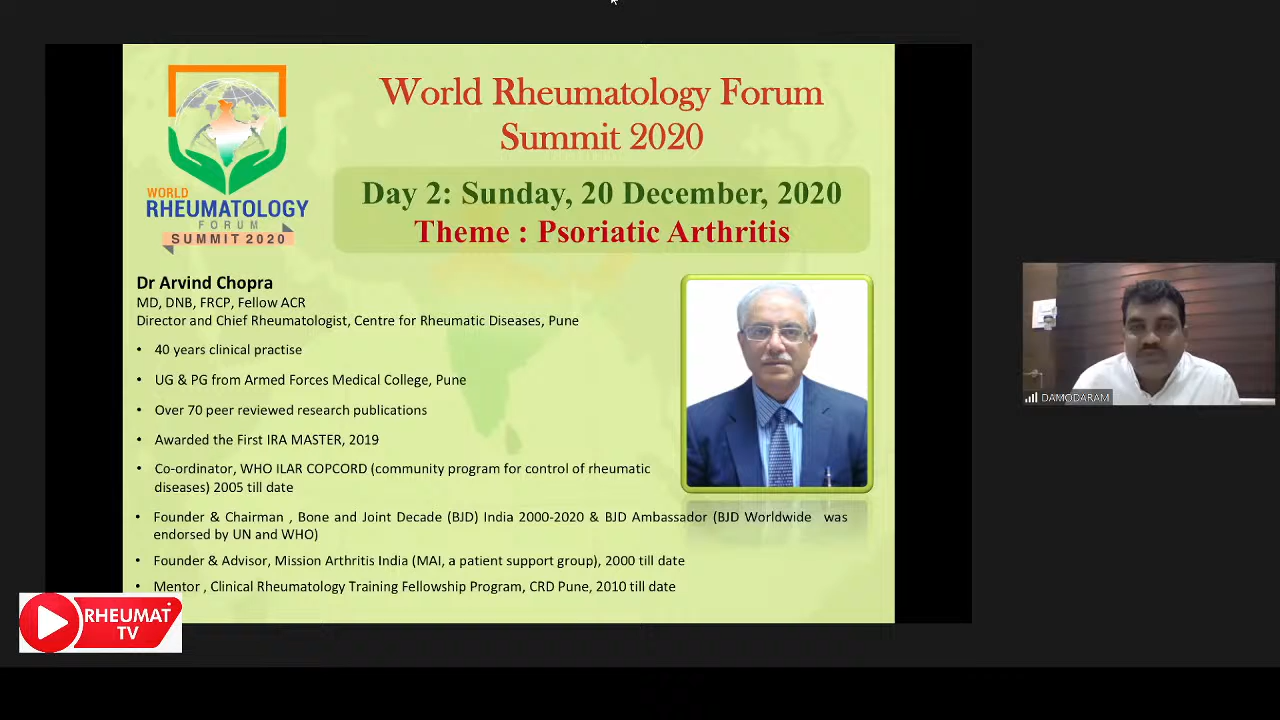 World Rheumatology Forum
Summit 2020
WORLD
RHEUMATOLOGY
FORUM
SUMMIT 2020
Day 2: Sunday, 20 December, 2020
Theme : Psoriatic Arthritis
Dr Arvind Chopra
MD, DNB, FRCP, Fellow ACR
Director and Chief Rheumatologist, Centre for Rheumatic Diseases, Pune
• 40 years clinical practise
• UG & PG from Armed Forces Medical College, Pune
• Over 70 peer reviewed research publications
• Awarded the First IRA MASTER, 2019
• Co-ordinator, WHO ILAR COPCORD (community program for control of rheumatic
diseases) 2005 till date
• Founder & Chairman , Bone and Joint Decade (BJD) India 2000-2020 & BJD Ambassador (BJD Worldwide was
endorsed by UN and WHO)
• Founder & Advisor, Mission Arthritis India (MAI, a patient support group), 2000 till date
• Mentor , Clinical Rheumatology Training Fellowship Program, CRD Pune, 2010 till date
RHEUMAT
TV
DAMODARAM